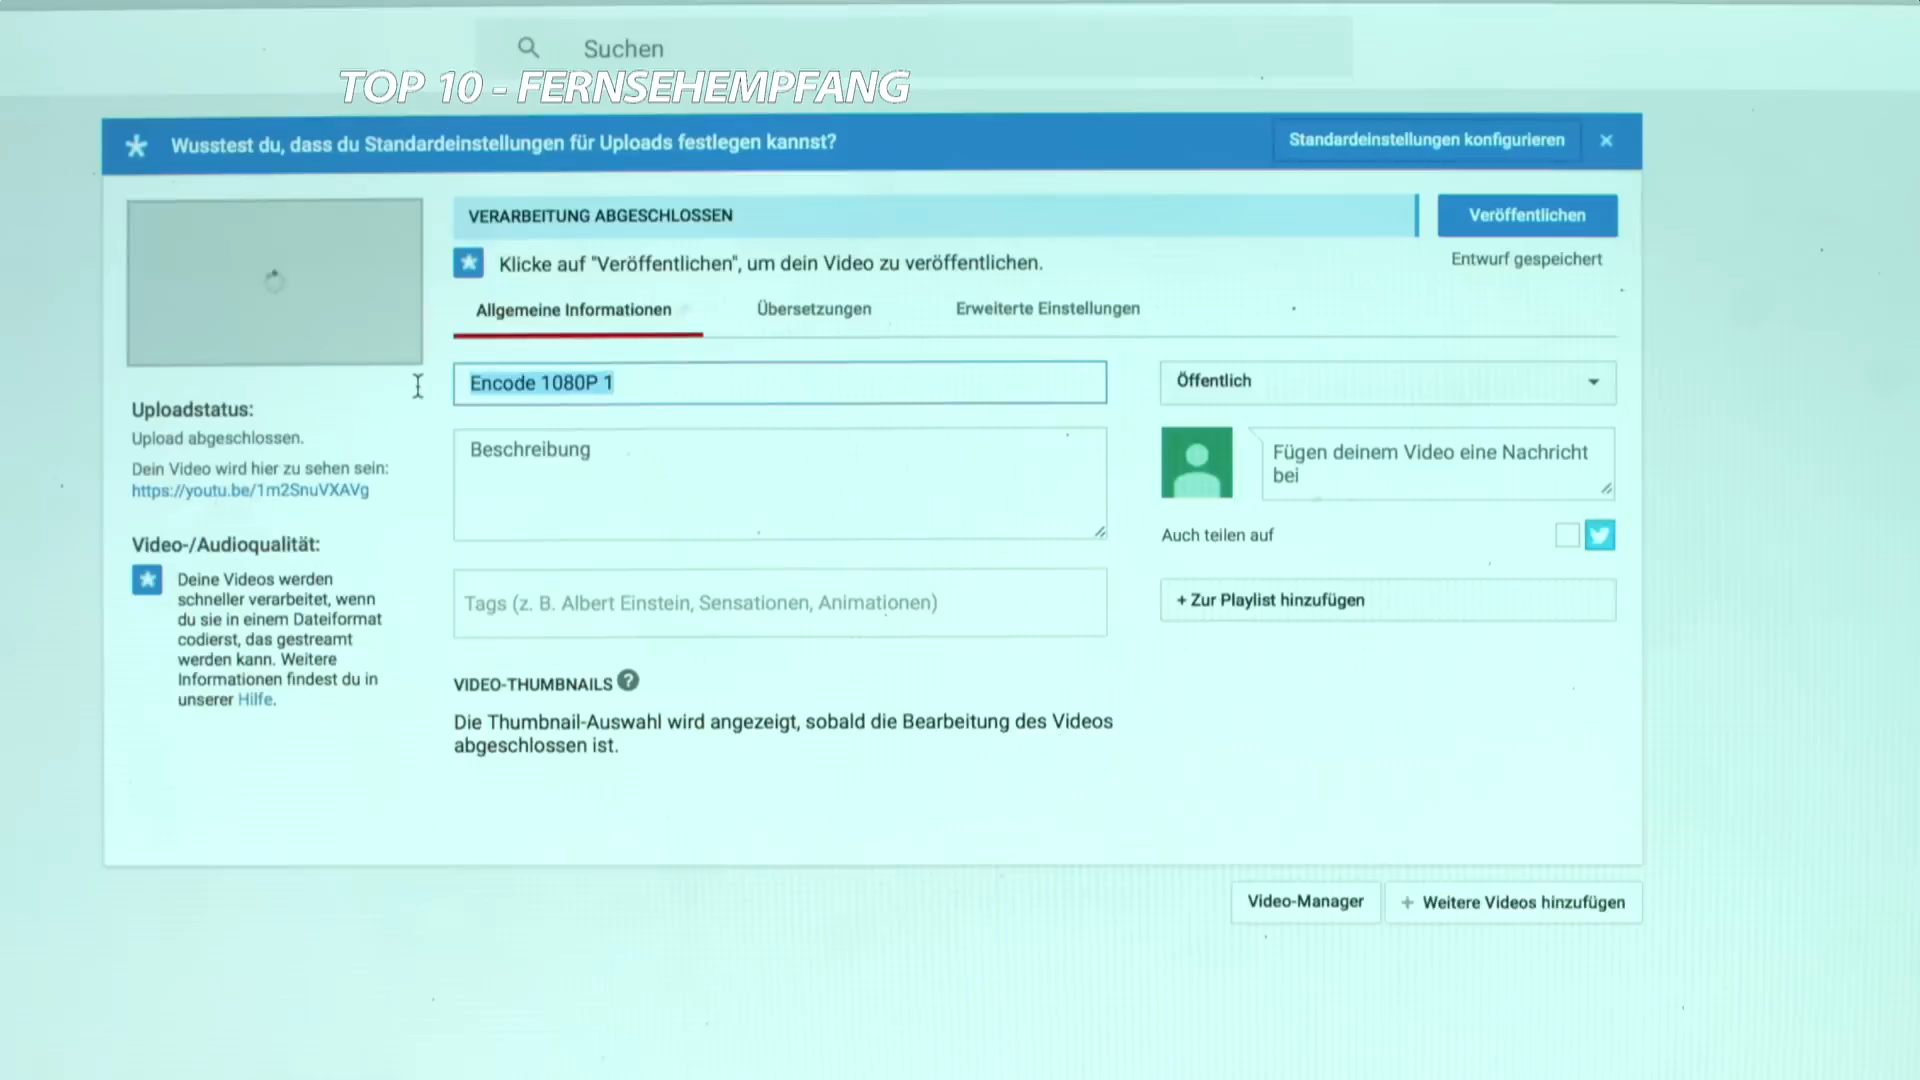 Suchen
TOP 10 - FERNSEHEMPFANG
Wusstest du, dass du Standardeinstellungen für Uploads festlegen kannst?
Standardeinstellungen konfigurieren
VERARBEITUNG ABGESCHLOSSEN
Veröffentlichen
Klicke auf "Veröffentlichen", um dein Video zu veröffentlichen.
Entwurf gespeichert
Allgemeine Informationen
Übersetzungen
Erweiterte Einstellungen
Encode 1080P 1
Öffentlich
Uploadstatus:
Upload abgeschlossen.
Dein Video wird hier zu sehen sein:
https://youtu.be/1m2SnuVXAVg
Beschreibung
Fügen deinem Video eine Nachricht
bei
Auch teilen auf
Video-/Audioqualität:
Deine Videos werden
schneller verarbeitet, wenn
du sie in einem Dateiformat
codierst, das gestreamt
werden kann. Weitere
Informationen findest du in
unserer Hilfe.
Tags (z. B. Albert Einstein, Sensationen, Animationen)
+ Zur Playlist hinzufügen
VIDEO-THUMBNAILS ?
Die Thumbnail-Auswahl wird angezeigt, sobald die Bearbeitung des Videos
abgeschlossen ist.
Video-Manager
+ Weitere Videos hinzufügen